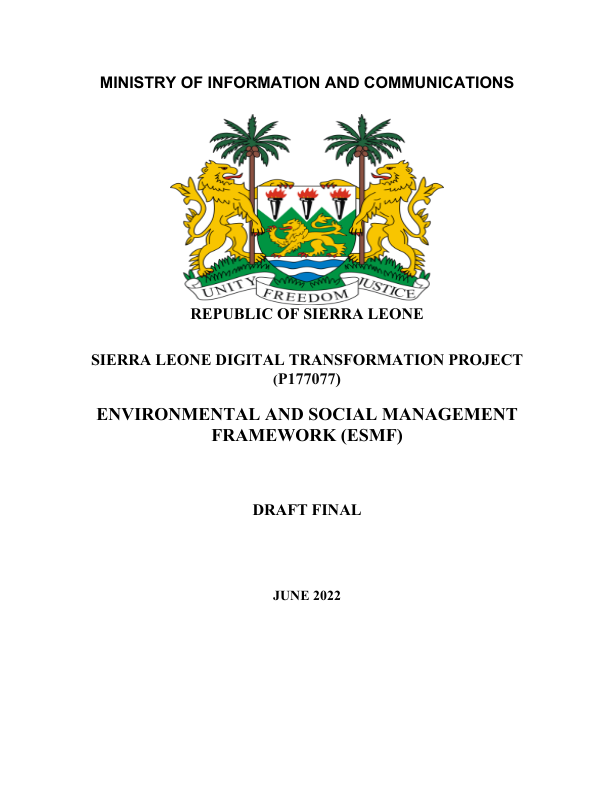 MINISTRY OF INFORMATION AND COMMUNICATIONS
UNITY FREEDOM JUSTICE
REPUBLIC OF SIERRA LEONE
SIERRA LEONE DIGITAL TRANSFORMATION PROJECT
(P177077)
ENVIRONMENTAL AND SOCIAL MANAGEMENT
FRAMEWORK (ESMF)
DRAFT FINAL
JUNE 2022